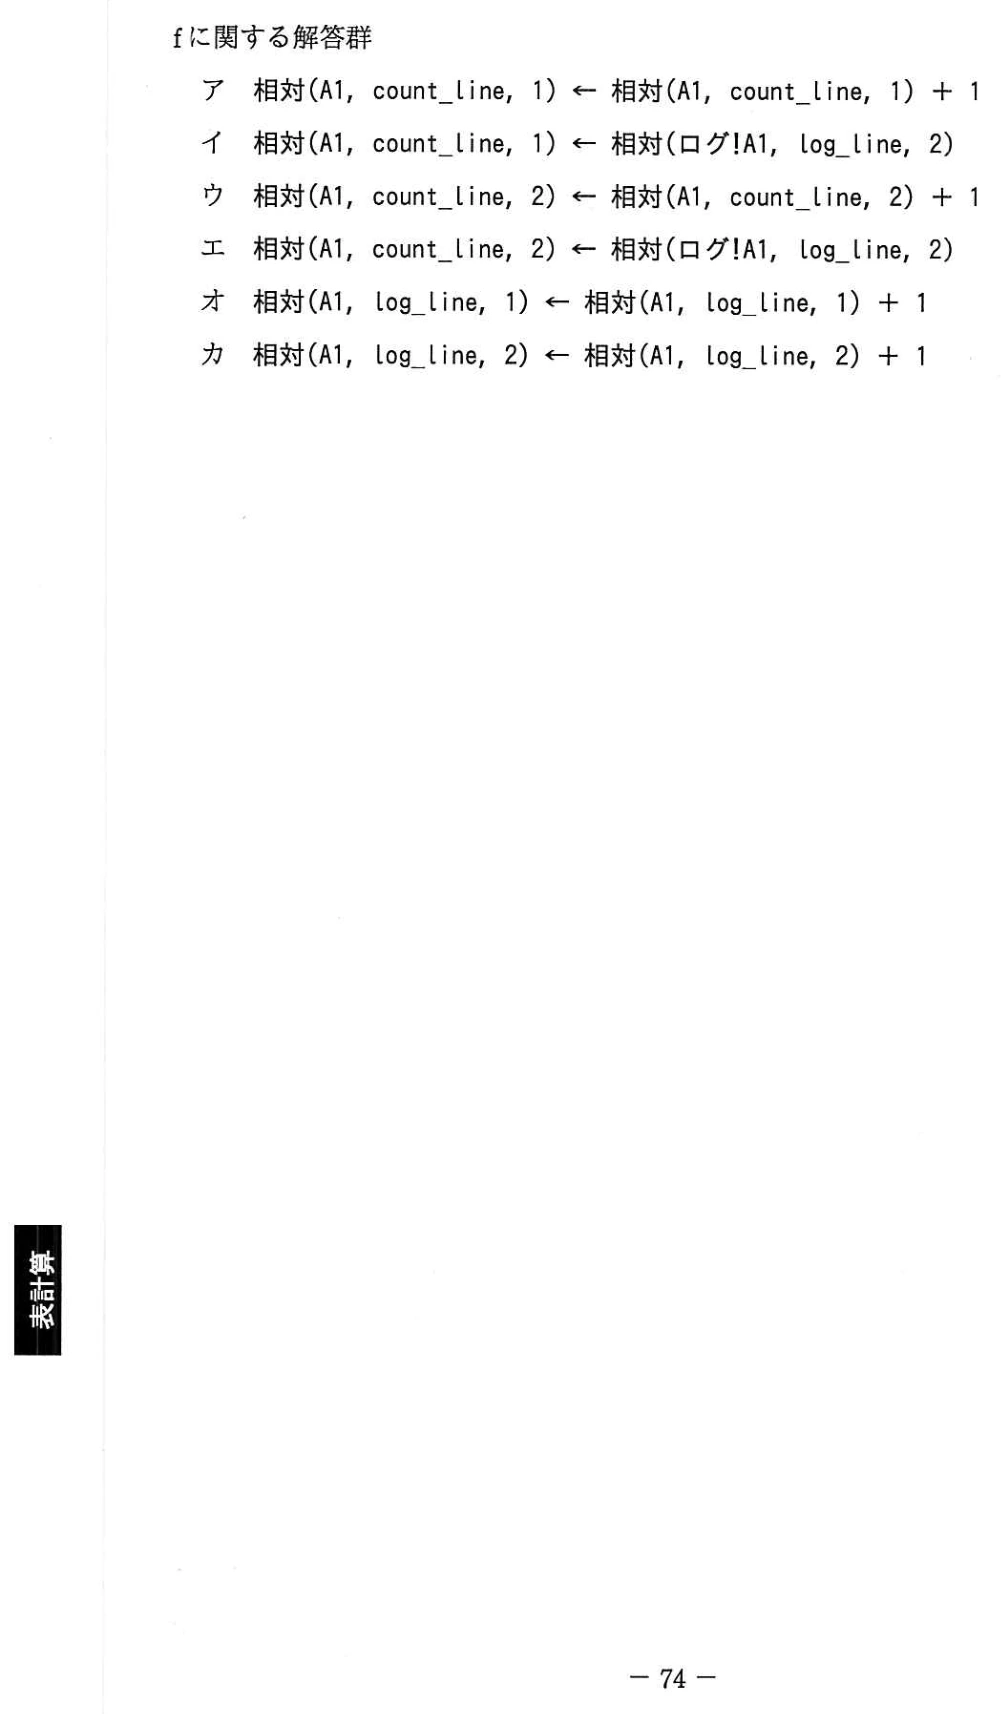 fに関する解答群
ア 相対(A1, count_line, 1) ← 相対(A1, count_line, 1) + 1
イ 相対(A1, count_line, 1) ← 相対(ログ!A1, log_line, 2)
ウ 相対(A1, count_line, 2) ← 相対(A1, count_line, 2) + 1
エ 相対(A1, count_line, 2) ← 相対(ログ!A1, log_line, 2)
オ 相対(A1, log_line, 1) ← 相対(A1, log_line, 1) + 1
カ 相対(A1, log_line, 2) ← 相対(A1, log_line, 2) + 1
表計算
— 74 —